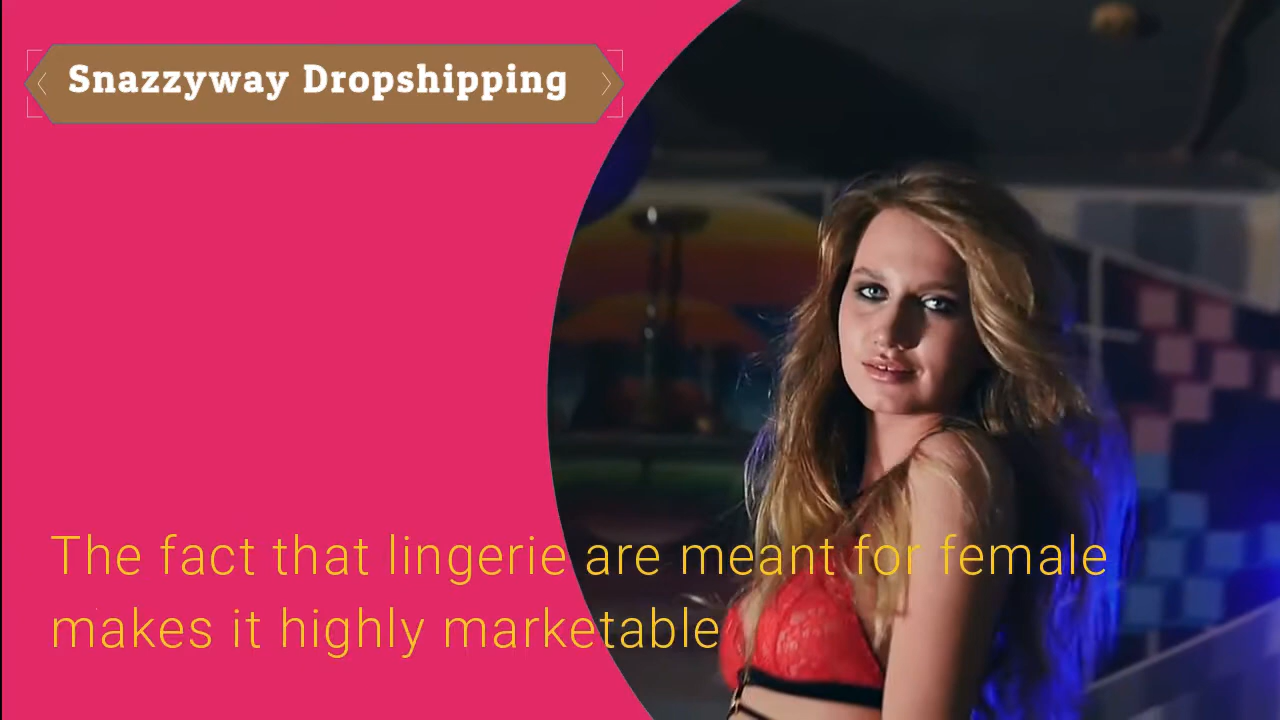 Snazzyway Dropshipping
The fact that lingerie are meant for female
makes it highly marketable